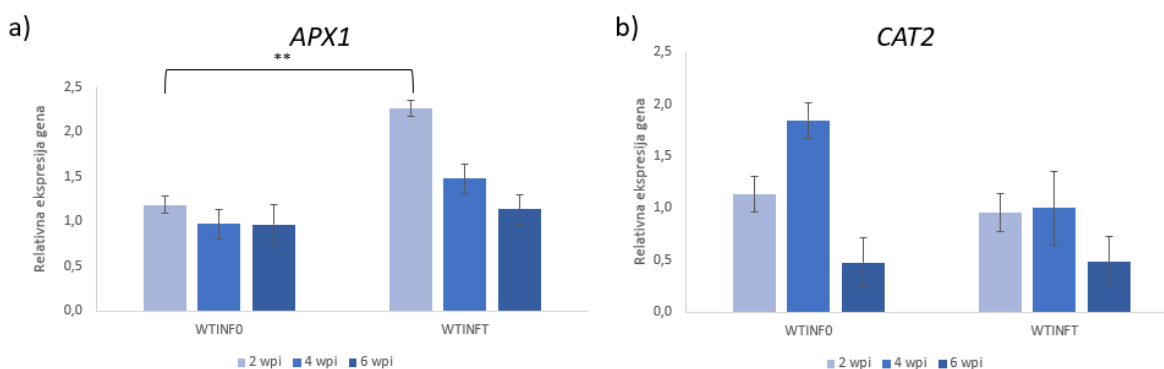 a)
APX1
**
Relativna ekspresija gena
2,5
2,0
1,5
1,0
0,5
0,0
WTINF0
WTINFT
2 wpi
4 wpi
6 wpi
b)
CAT2
Relativna ekspresija gena
2,5
2,0
1,5
1,0
0,5
0,0
WTINF0
WTINFT
2 wpi
4 wpi
6 wpi